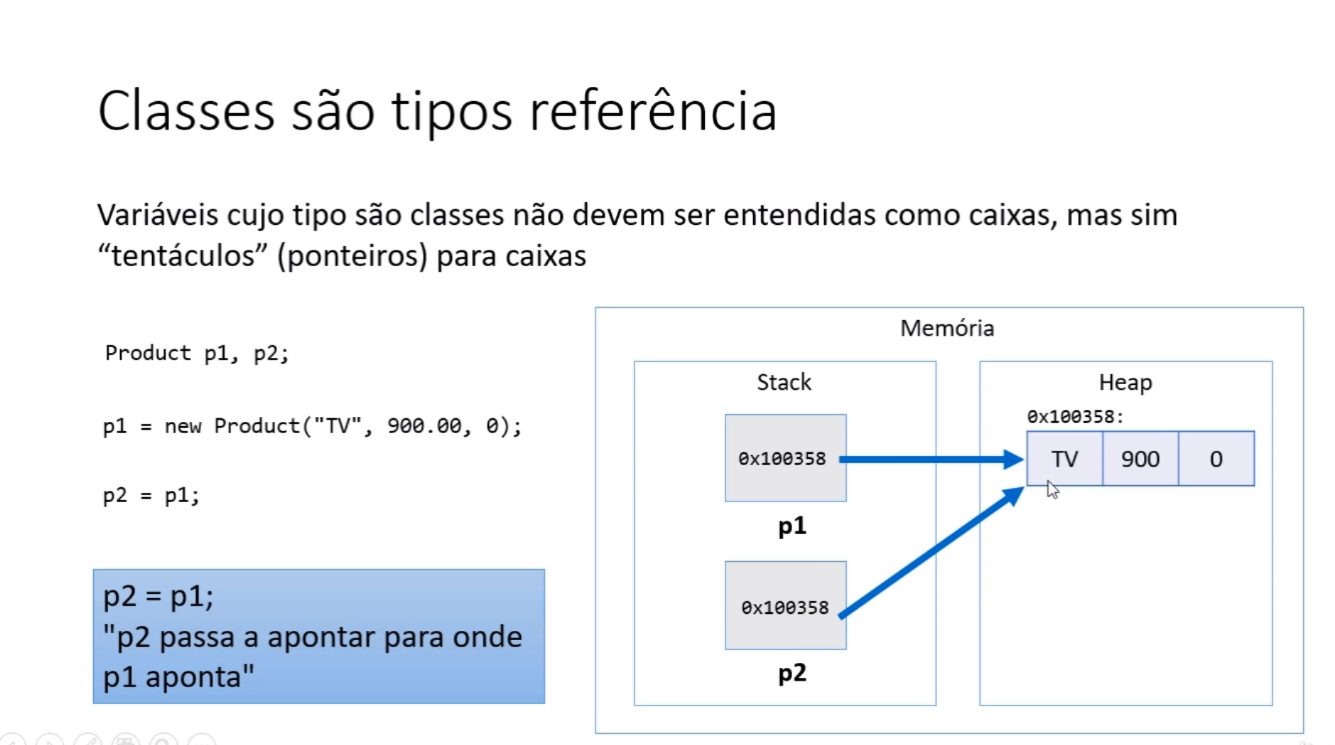 Classes são tipos referência
Variáveis cujo tipo são classes não devem ser entendidas como caixas, mas sim
“tentáculos” (ponteiros) para caixas
Product p1, p2;
p1 = new Product("TV", 900.00, 0);
p2 = p1;
p2 = p1;
"p2 passa a apontar para onde
p1 aponta"
Memória
Stack
0x100358
p1
0x100358
p2
Heap
0x100358:
TV 900 0